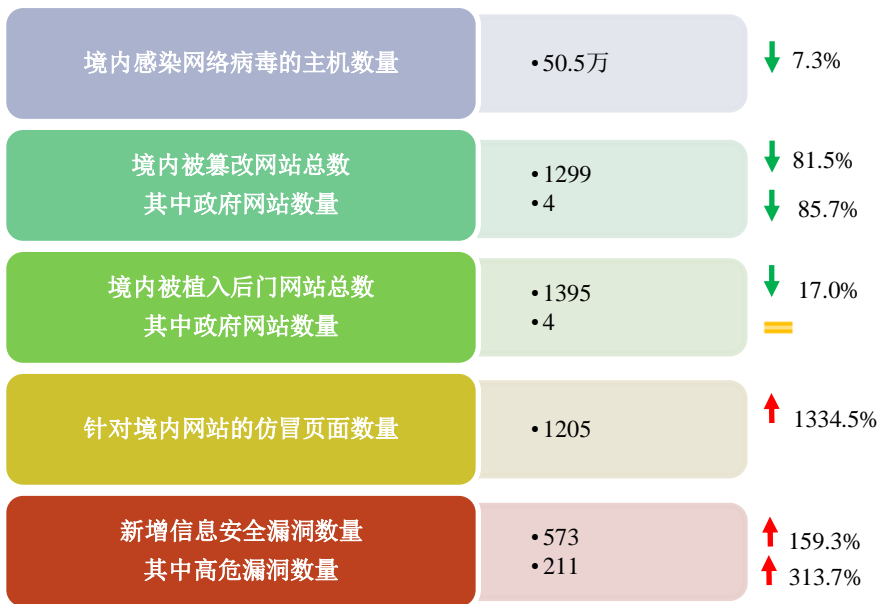 境内感染网络病毒的主机数量
•50.5万
7.3%
境内被篡改网站总数
其中政府网站数量
•1299
•4
81.5%
85.7%
境内被植入后门网站总数
其中政府网站数量
•1395
•4
17.0%
针对境内网站的仿冒页面数量
•1205
1334.5%
新增信息安全漏洞数量
其中高危漏洞数量
•573
•211
159.3%
313.7%